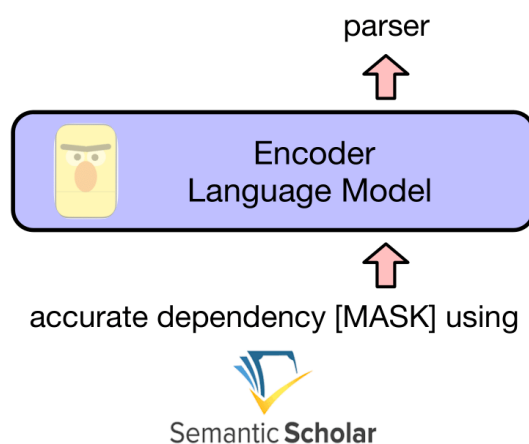 parser
Encoder
Language Model
accurate dependency [MASK] using
Semantic Scholar